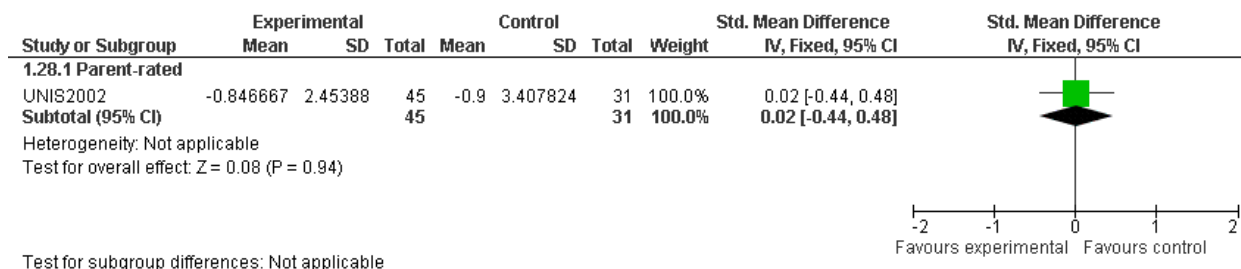 Experimental Control Std. Mean Difference Std. Mean Difference
Study or Subgroup Mean SD Total Mean SD Total Weight IV, Fixed, 95% CI IV, Fixed, 95% CI
1.28.1 Parent-rated
UNIS2002 -0.846667 2.45388 45 -0.9 3.407824 31 100.0% 0.02 [-0.44, 0.48]
Subtotal (95% CI) 45 31 100.0% 0.02 [-0.44, 0.48]
Heterogeneity: Not applicable
Test for overall effect: Z = 0.08 (P = 0.94)
-2 -1 0 1 2
Favours experimental Favours control
Test for subgroup differences: Not applicable